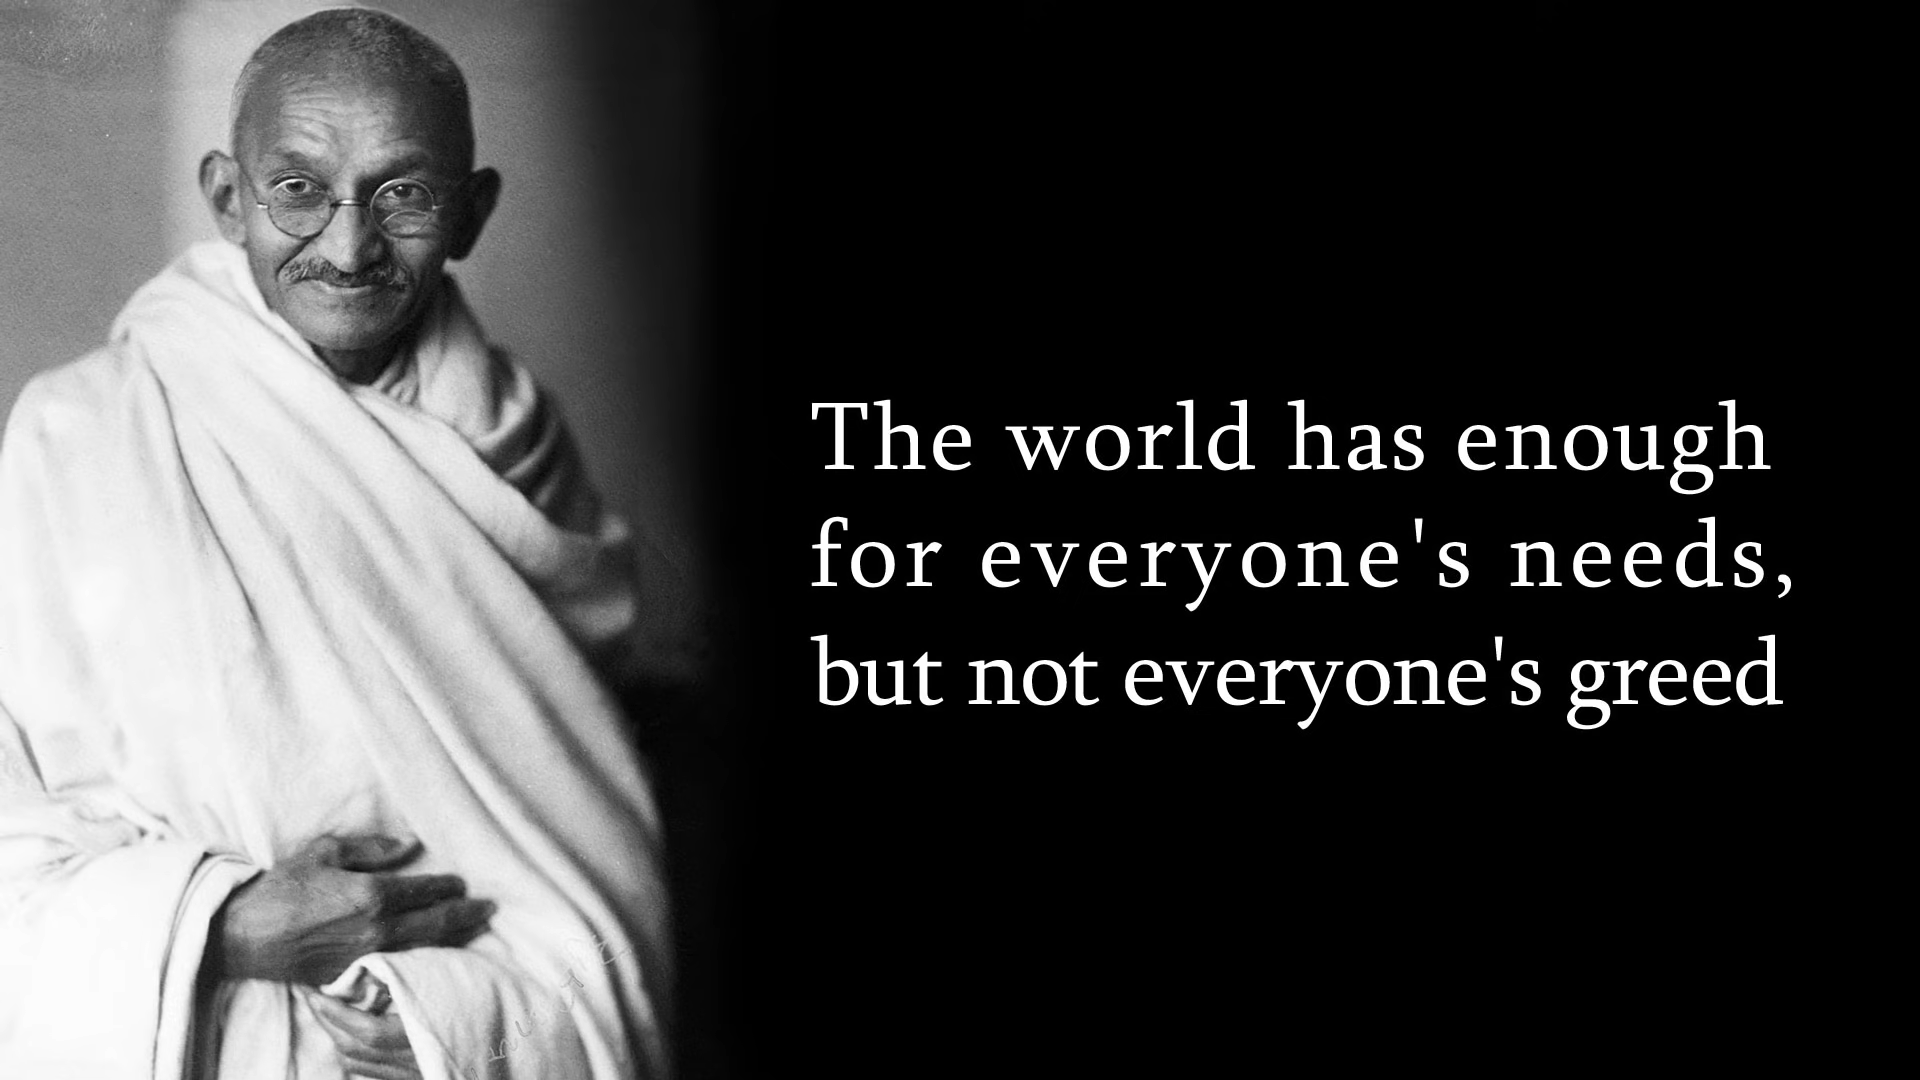 The world has enough
for everyone's needs,
but not everyone's greed